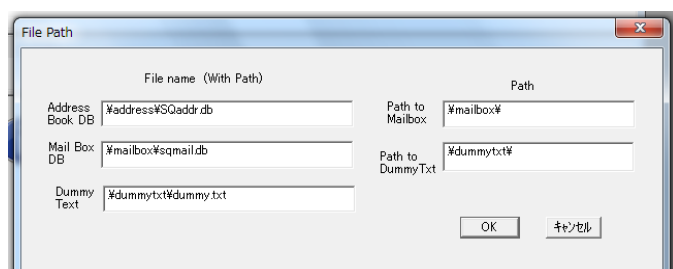 File Path
File name (With Path)
Path
Address
Book DB
¥address¥SQaddr.db
Path to
Mailbox
¥mailbox¥
Mail Box
DB
¥mailbox¥sqmail.db
Path to
DummyTxt
¥dummytxt¥
Dummy
Text
.¥dummytxt¥dummy.txt
OK
キャンセル